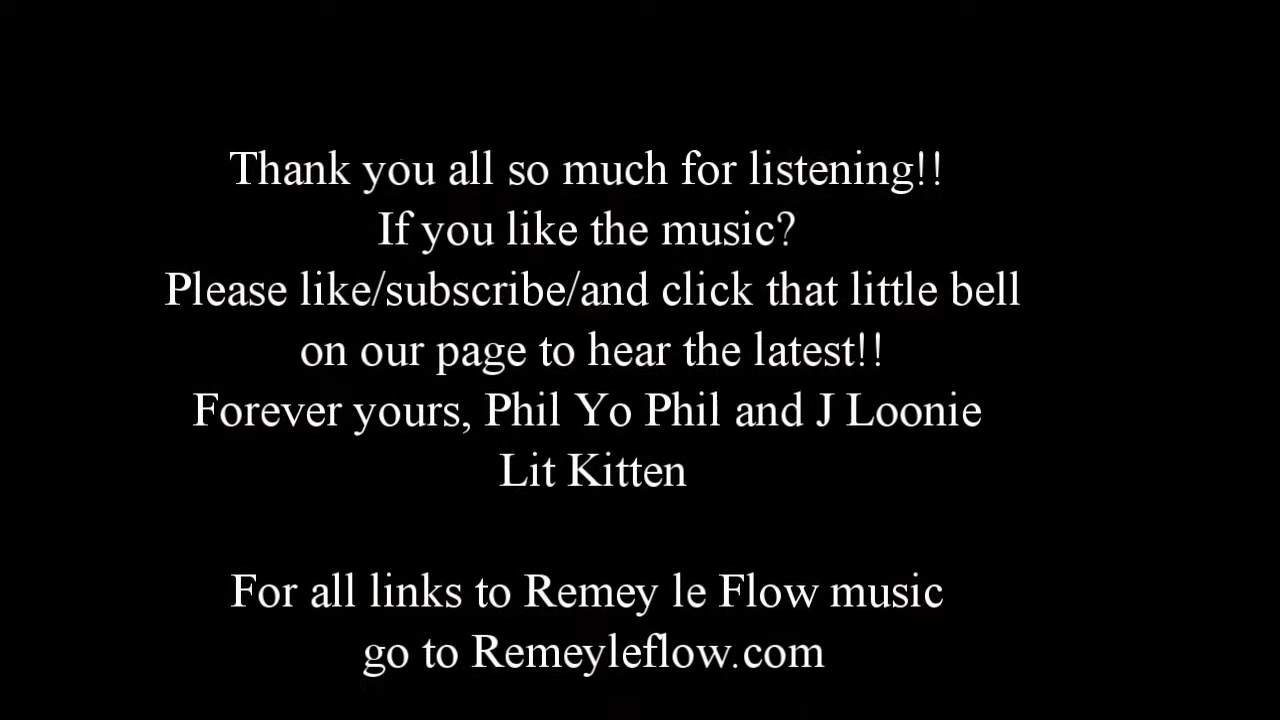 Thank you all so much for listening!!
If you like the music?
Please like/subscribe/and click that little bell
on our page to hear the latest!!
Forever yours, Phil Yo Phil and J Loonie
Lit Kitten
For all links to Remey le Flow music
go to Remeyleflow.com